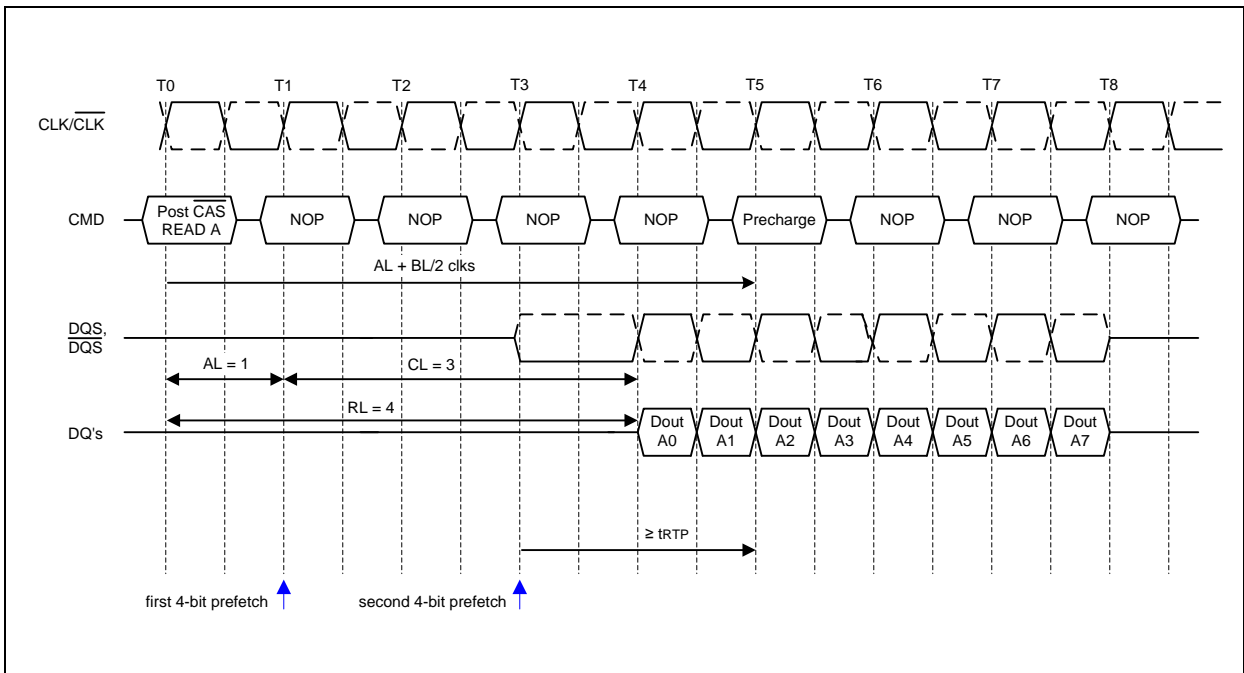 T0 T1 T2 T3 T4 T5 T6 T7 T8
CLK/CLK
CMD
Post CAS
READ A
NOP NOP NOP NOP Precharge NOP NOP NOP
AL + BL/2 clks
DQS,
DQS
AL = 1
CL = 3
RL = 4
DQ's
Dout Dout Dout Dout Dout Dout Dout Dout
A0 A1 A2 A3 A4 A5 A6 A7
≥ tRTP
first 4-bit prefetch
second 4-bit prefetch